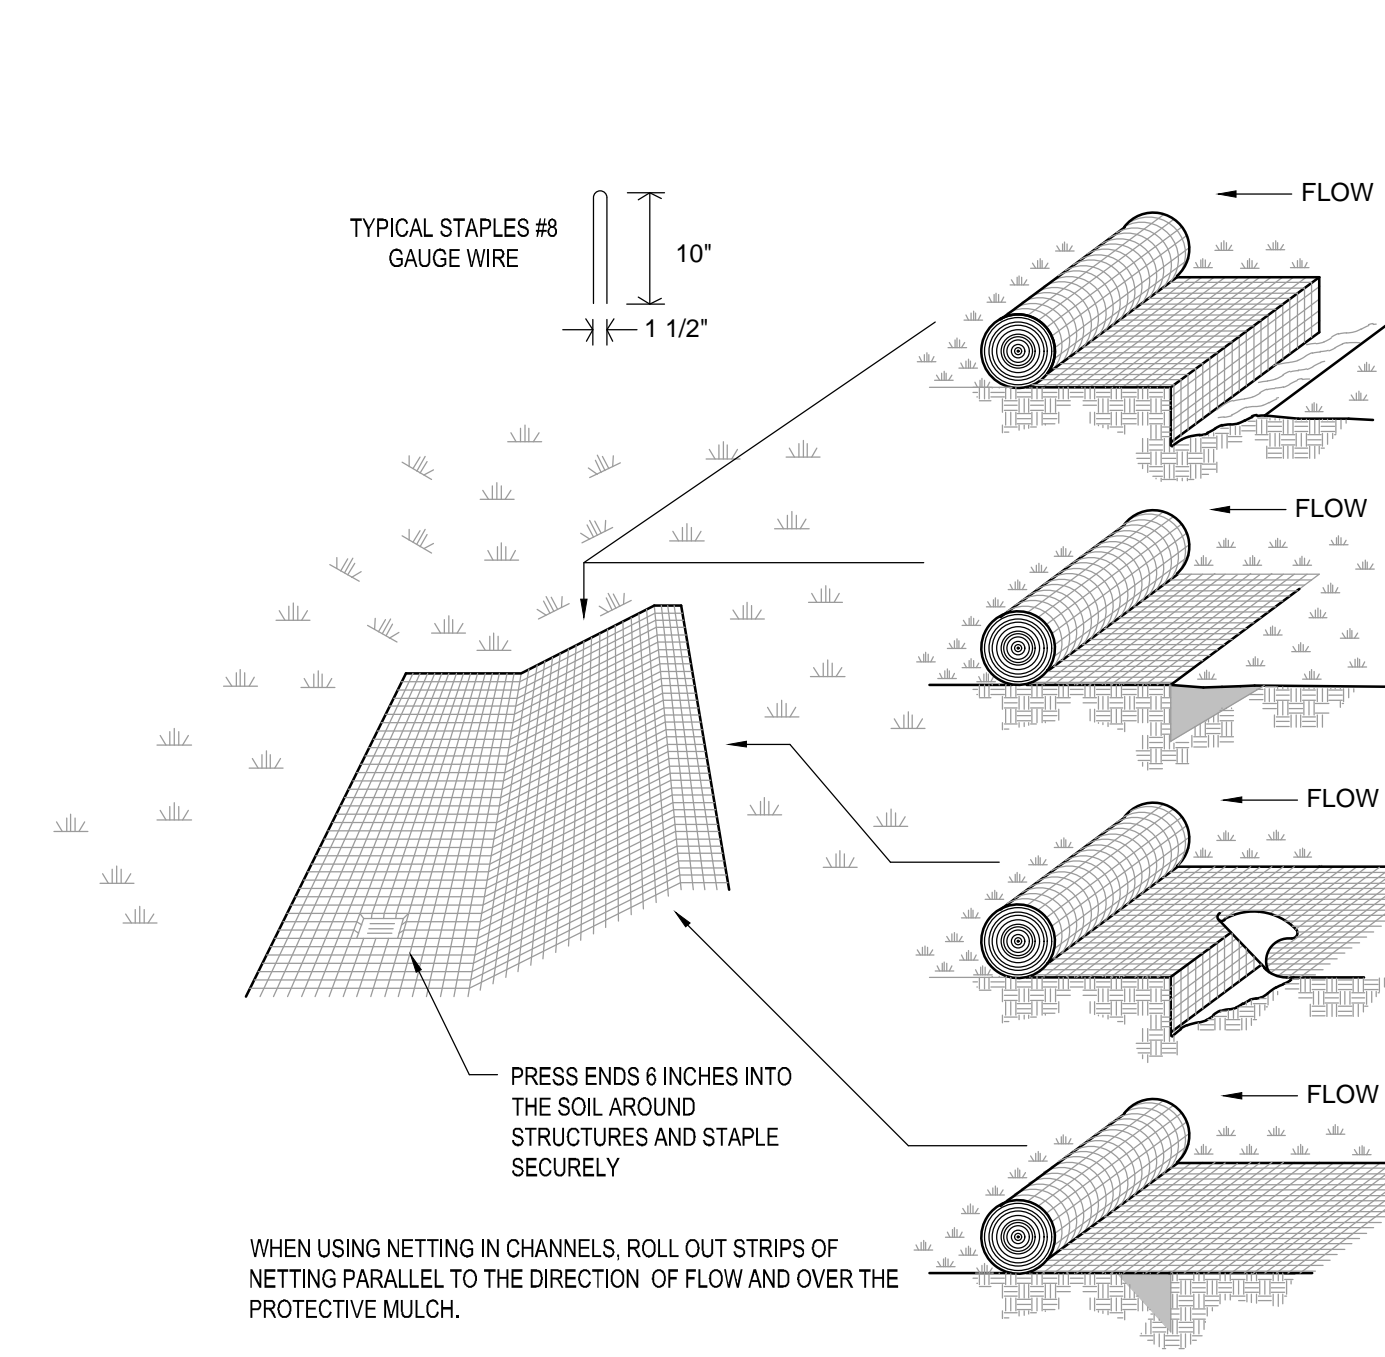 FLOW
TYPICAL STAPLES #8
GAUGE WIRE
10"
1 1/2"
FLOW
FLOW
PRESS ENDS 6 INCHES INTO
THE SOIL AROUND
STRUCTURES AND STAPLE
SECURELY
FLOW
WHEN USING NETTING IN CHANNELS, ROLL OUT STRIPS OF
NETTING PARALLEL TO THE DIRECTION OF FLOW AND OVER THE
PROTECTIVE MULCH.